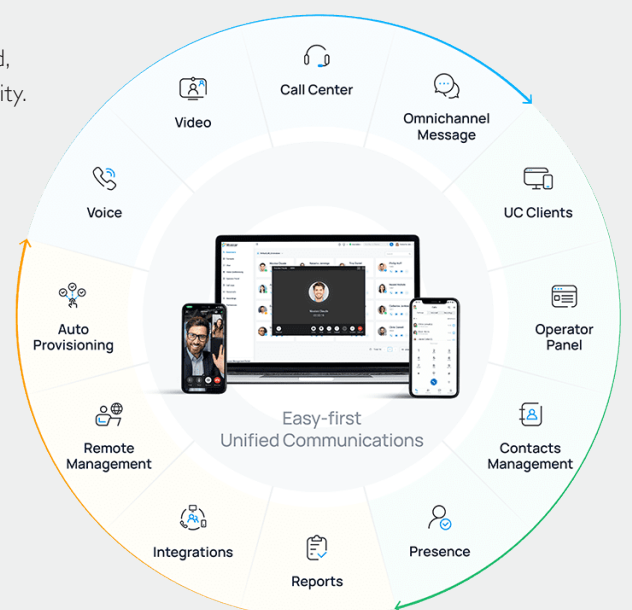 d,
ity.
Call Center
Video
Omnichannel
Message
Voice
UC Clients
Auto
Provisioning
Operator
Panel
Easy-first
Unified Communications
Remote
Management
Contacts
Management
Integrations
Presence
Reports